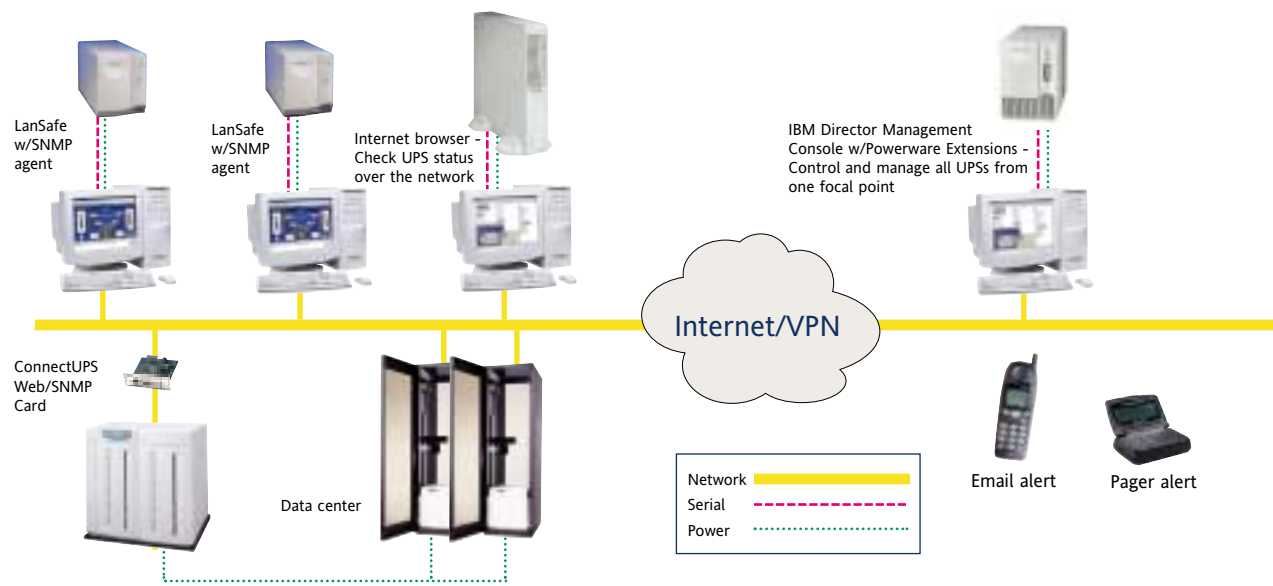 LanSafe
w/SNMP
agent
LanSafe
w/SNMP
agent
Internet browser -
Check UPS status
over the network
IBM Director Management
Console w/Powerware Extensions -
Control and manage all UPSs from
one focal point
Internet/VPN
ConnectUPS
Web/SNMP
Card
Data center
Network
Serial
Power
Email alert
Pager alert